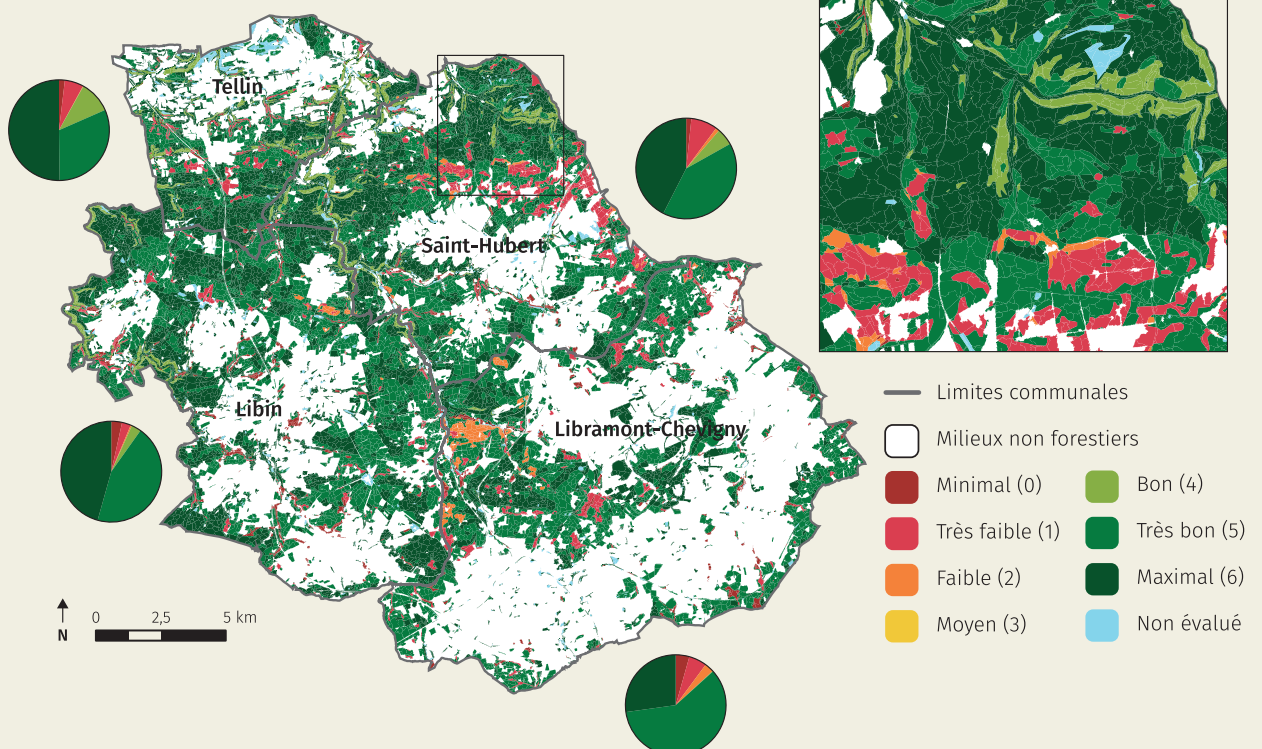 Tellin
Saint-Hubert
Libin
Libramont-Chevigny
Limites communales
Milieux non forestiers
Minimal (0)
Bon (4)
Très faible (1)
Très bon (5)
Faible (2)
Maximal (6)
Moyen (3)
Non évalué
0 2,5 5 km
N